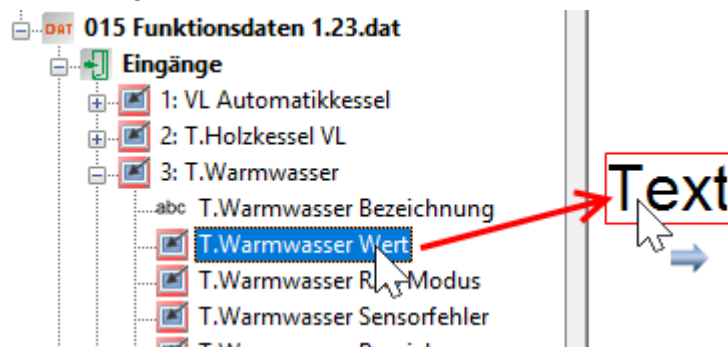 DAT 015 Funktionsdaten 1.23.dat
Eingänge
1: VL Automatikkessel
2: T.Holzkessel VL
3: T.Warmwasser
abc T.Warmwasser Bezeichnung
T.Warmwasser Wert
Text
T.Warmwasser Modus
T.Warmwasser Sensorfehler